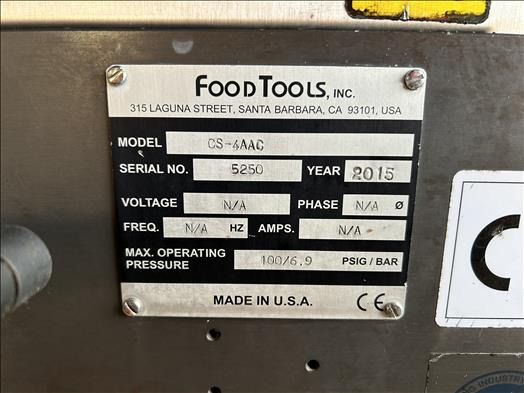 FOODTOOLS, INC.
315 LAGUNA STREET, SANTA BARBARA, CA 93101, USA
MODEL CS-4AAC
SERIAL NO. 5250 YEAR 2015
VOLTAGE N/A PHASE N/A Ø
FREQ. N/A HZ AMPS. N/A
MAX. OPERATING PRESSURE 100/6.9 PSIG / BAR
MADE IN U.S.A. CE